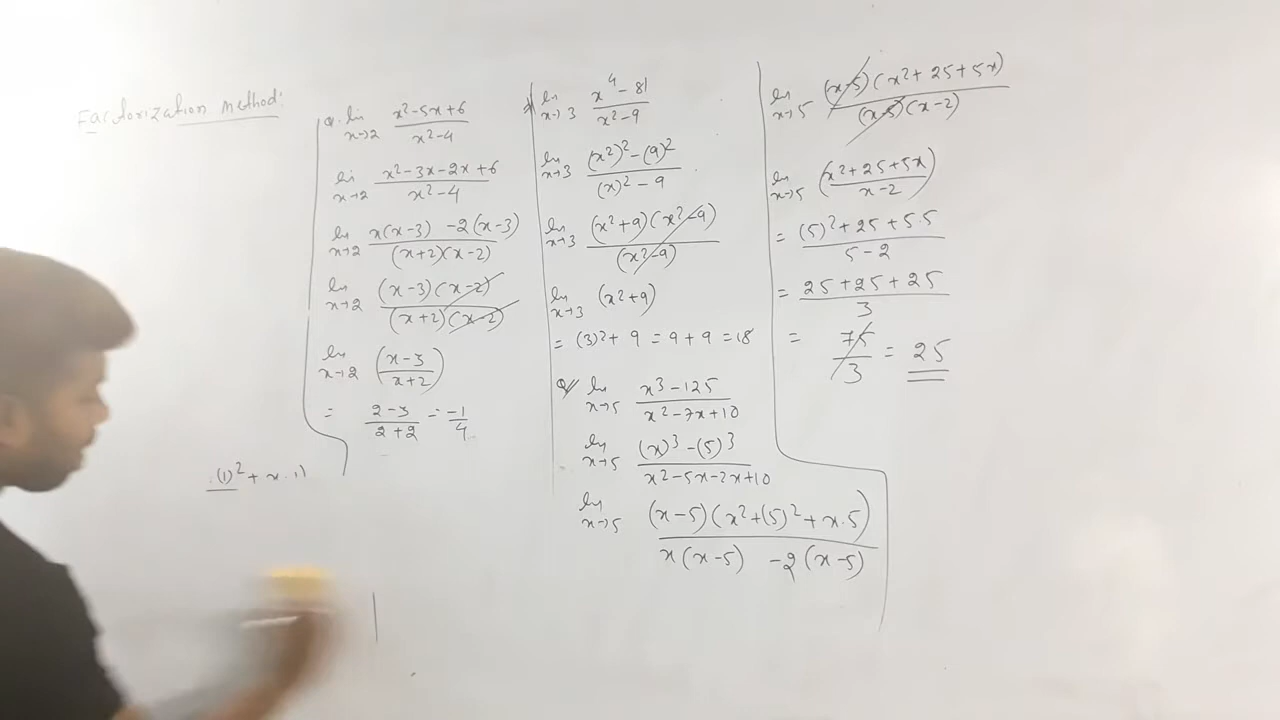 Factorization method:
Q. lim x→2 (x²-5x+6)/(x²-4)
lim x→2 (x²-3x-2x+6)/(x²-4)
lim x→2 (x(x-3) -2(x-3))/((x+2)(x-2))
lim x→2 ((x-3)(x-2))/((x+2)(x-2))
lim x→2 ((x-3)/(x+2))
= (2-3)/(2+2) = -1/4
.(1)² + x.1)
lim x→3 (x⁴-81)/(x²-9)
lim x→3 ((x²)²-(9)²)/((x)²-9)
lim x→3 ((x²+9)(x²-9))/((x²-9))
lim x→3 (x²+9)
= (3)²+ 9 = 9 + 9 = 18
Q lim x→5 (x³-125)/(x²-7x+10)
lim x→5 ((x)³-(5)³)/(x²-5x-2x+10)
lim x→5 ((x-5)(x²+(5)²+x.5))/(x(x-5) -2(x-5))
lim x→5 ((x-5)(x²+25+5x))/((x-5)(x-2))
lim x→5 ((x²+25+5x)/(x-2))
= ((5)²+25+5.5)/(5-2)
= (25+25+25)/3
= 75/3 = 25